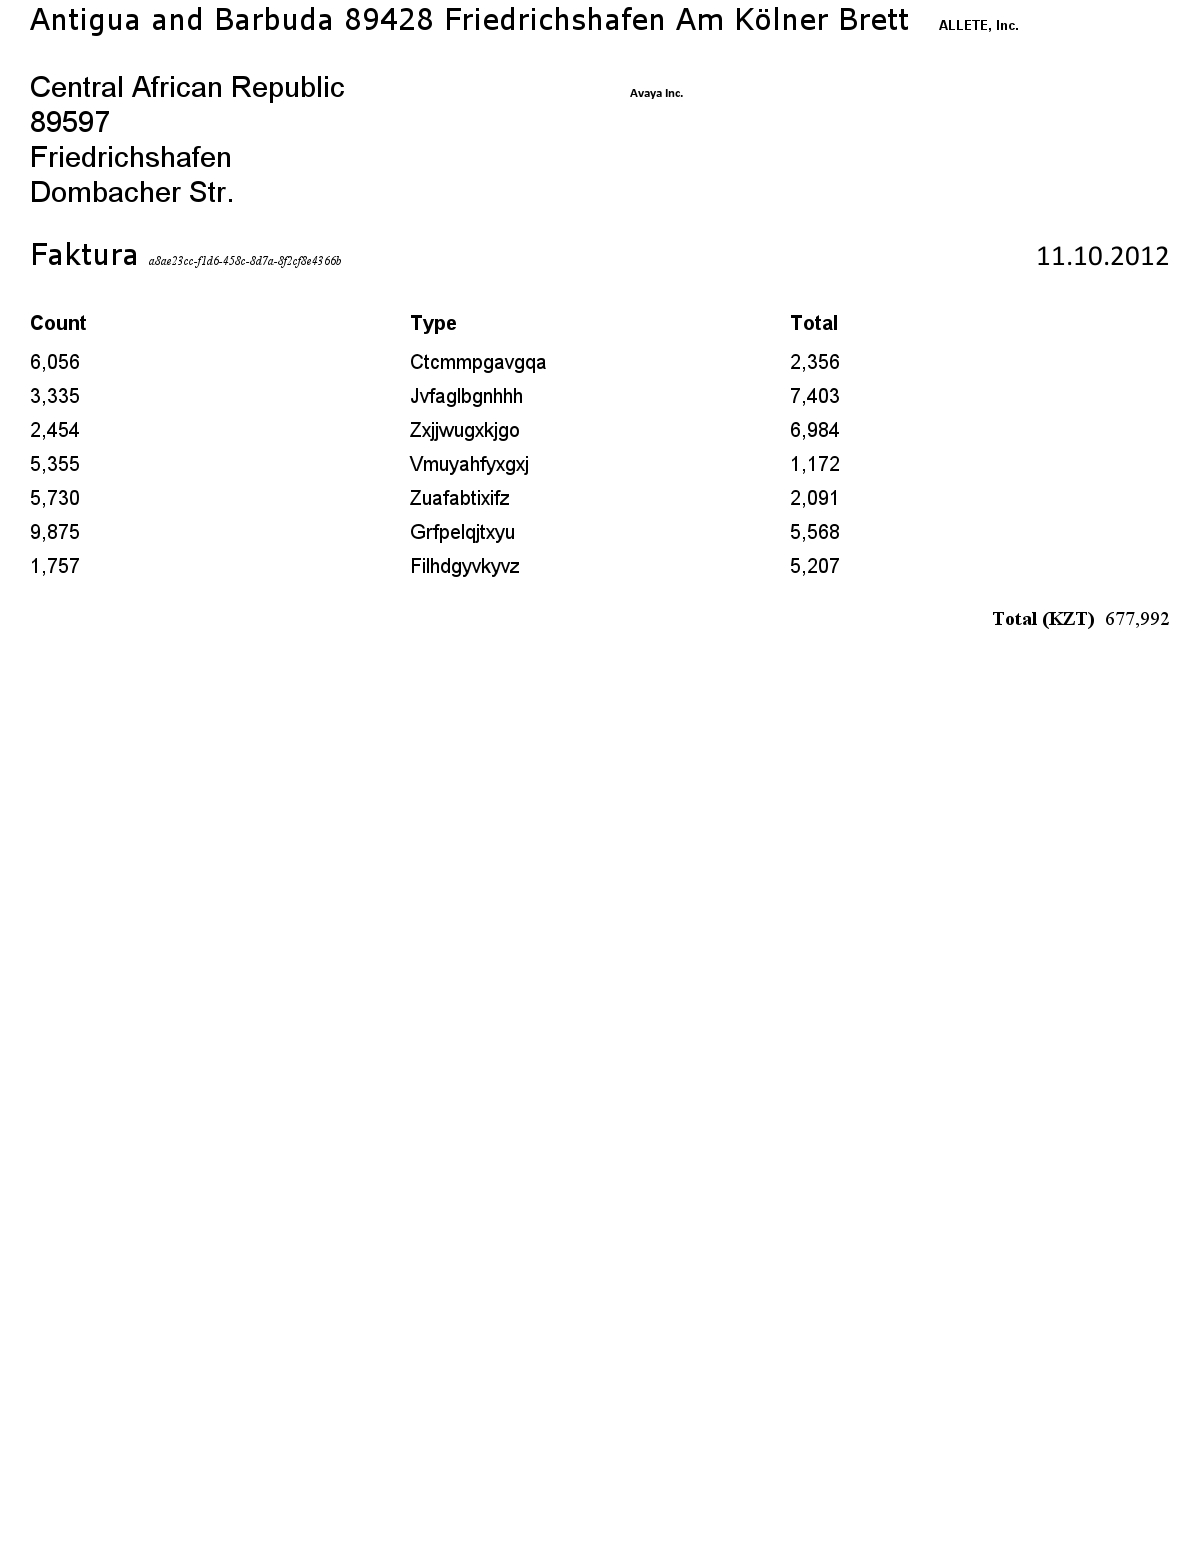 Antigua and Barbuda 89428 Friedrichshafen Am Kölner Brett ALLETE, Inc.
Central African Republic Avaya Inc.
89597
Friedrichshafen
Dombacher Str.
Faktura a8ae23cc-f1d6-458c-8d7a-8f2cf8e4366b 11.10.2012
Count Type Total
6,056 Ctcmmpgavgqa 2,356
3,335 Jvfaglbgnhhh 7,403
2,454 Zxjjwugxkjgo 6,984
5,355 Vmuyahfyxgxj 1,172
5,730 Zuafabtixifz 2,091
9,875 Grfpelqjtxyu 5,568
1,757 Filhdgyvkyvz 5,207
Total (KZT) 677,992